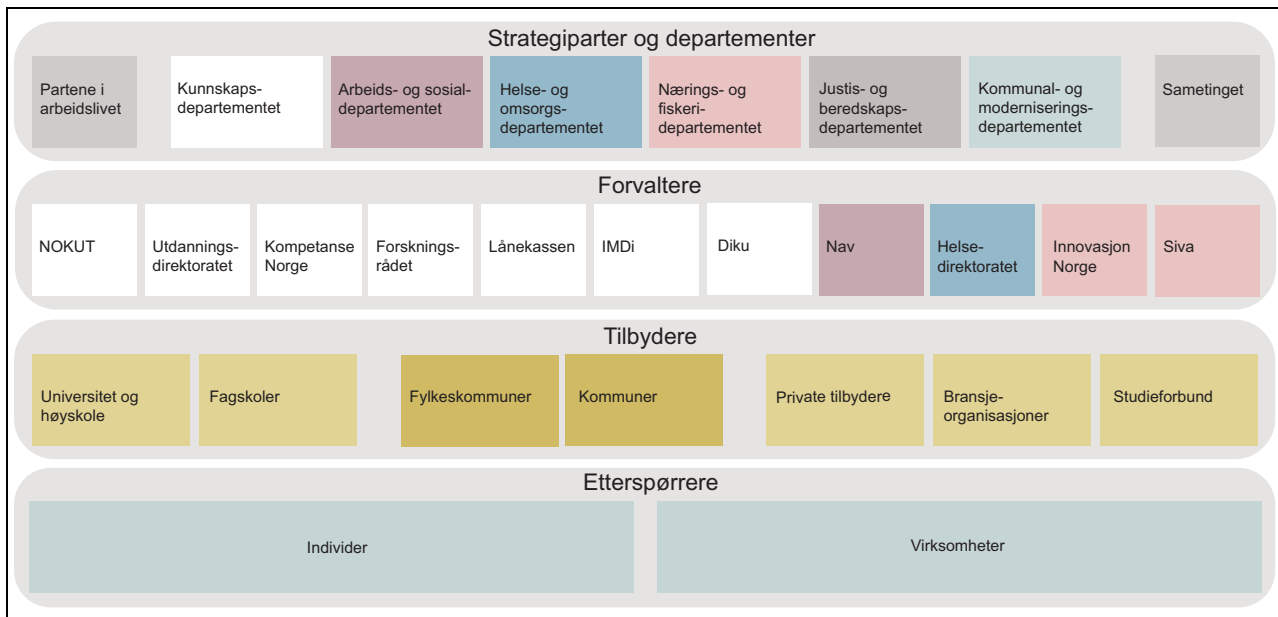 Strategiparter og departementer
Partene i
arbeidslivet
Kunnskaps-
departementet
Arbeids- og sosial-
departementet
Helse- og
omsorgs-
departementet
Nærings- og
fiskeri-
departementet
Justis- og
beredskaps-
departementet
Kommunal- og
moderniserings-
departementet
Sametinget
Forvaltere
NOKUT
Utdannings-
direktoratet
Kompetanse
Norge
Forsknings-
rådet
Lånekassen
IMDi
Diku
Nav
Helse-
direktoratet
Innovasjon
Norge
Siva
Tilbydere
Universitet og
høyskole
Fagskoler
Fylkeskommuner
Kommuner
Private tilbydere
Bransje-
organisasjoner
Studieforbund
Etterspørrere
Individer
Virksomheter